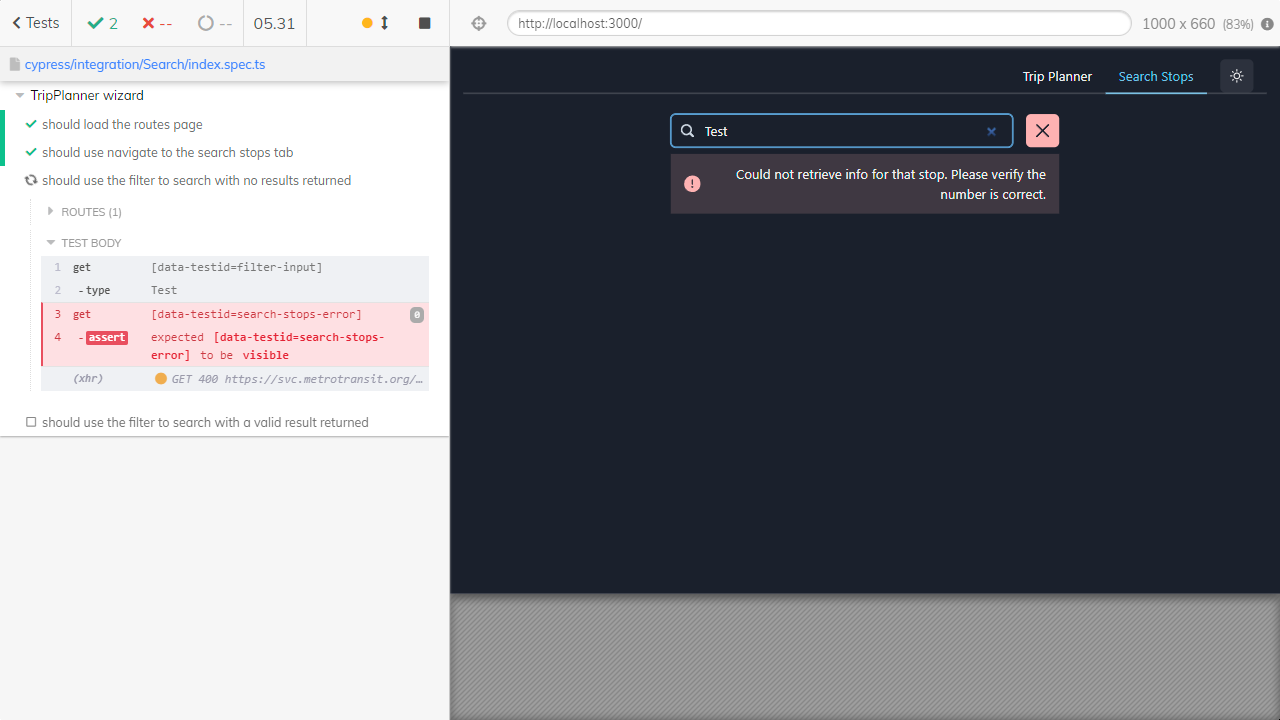 Tests
2
--
--
05.31
http://localhost:3000/
1000 x 660 (83%)
cypress/integration/Search/index.spec.ts
TripPlanner wizard
should load the routes page
should use navigate to the search stops tab
should use the filter to search with no results returned
ROUTES (1)
TEST BODY
1 get [data-testid=filter-input]
2 -type Test
3 get [data-testid=search-stops-error] 0
4 -assert expected [data-testid=search-stops-
error] to be visible
(xhr) GET 400 https://svc.metrotransit.org/…
should use the filter to search with a valid result returned
Trip Planner
Search Stops
Test
Could not retrieve info for that stop. Please verify the
number is correct.